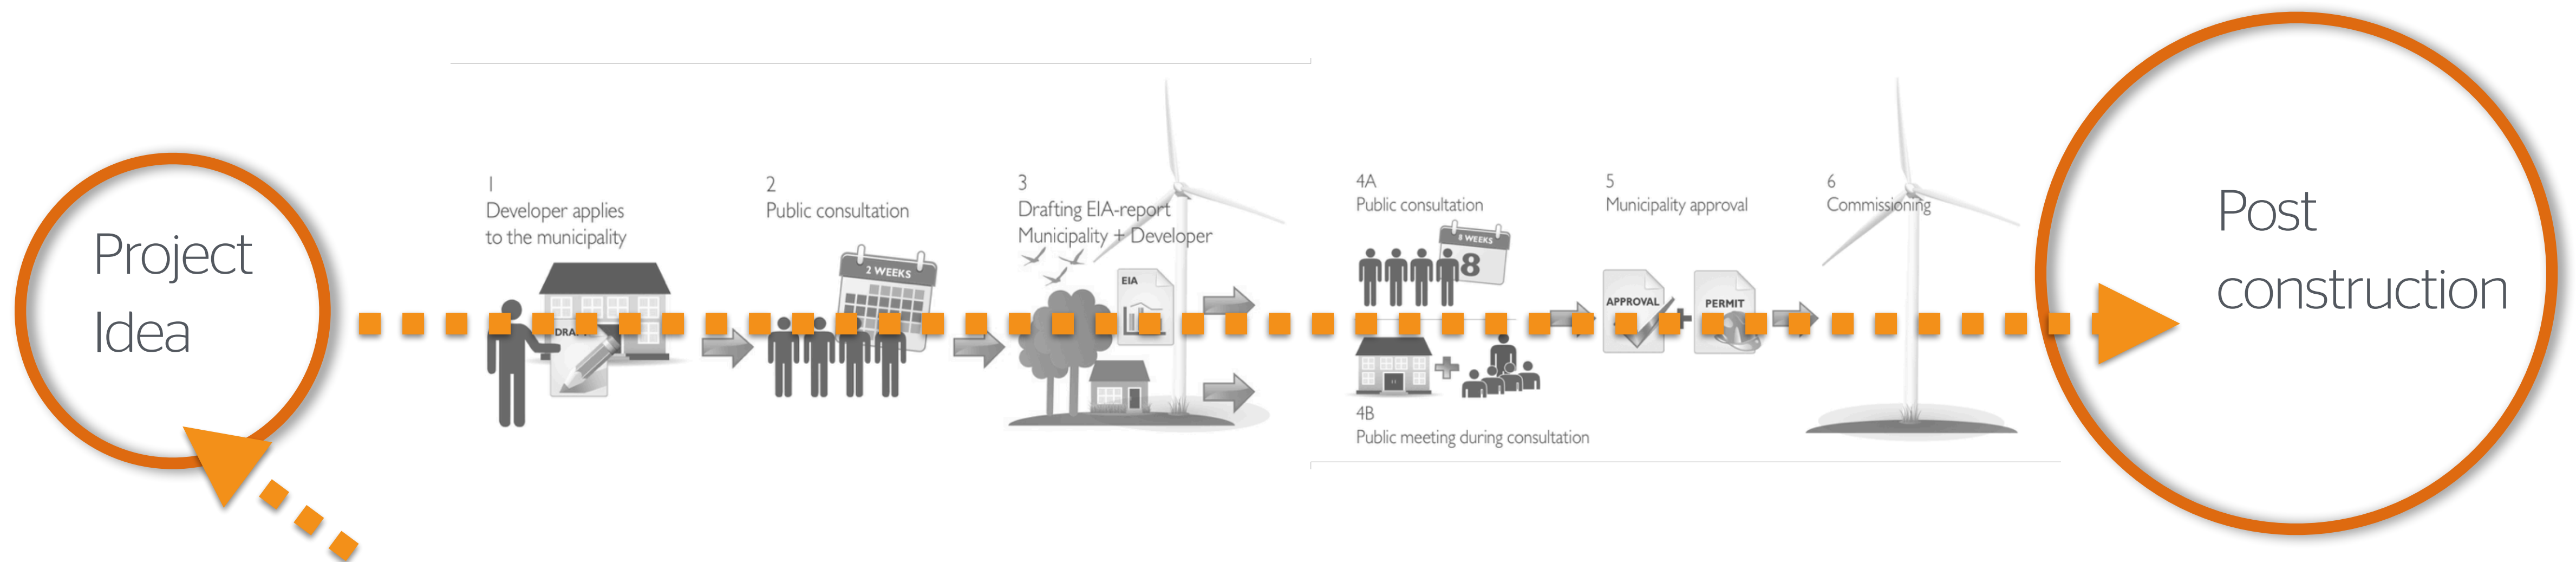 Project
Idea
1
Developer applies
to the municipality
2
Public consultation
2 WEEKS
3
Drafting EIA-report
Municipality + Developer
EIA
4A
Public consultation
8 WEEKS
8
4B
Public meeting during consultation
5
Municipality approval
APPROVAL
PERMIT
6
Commissioning
Post
construction